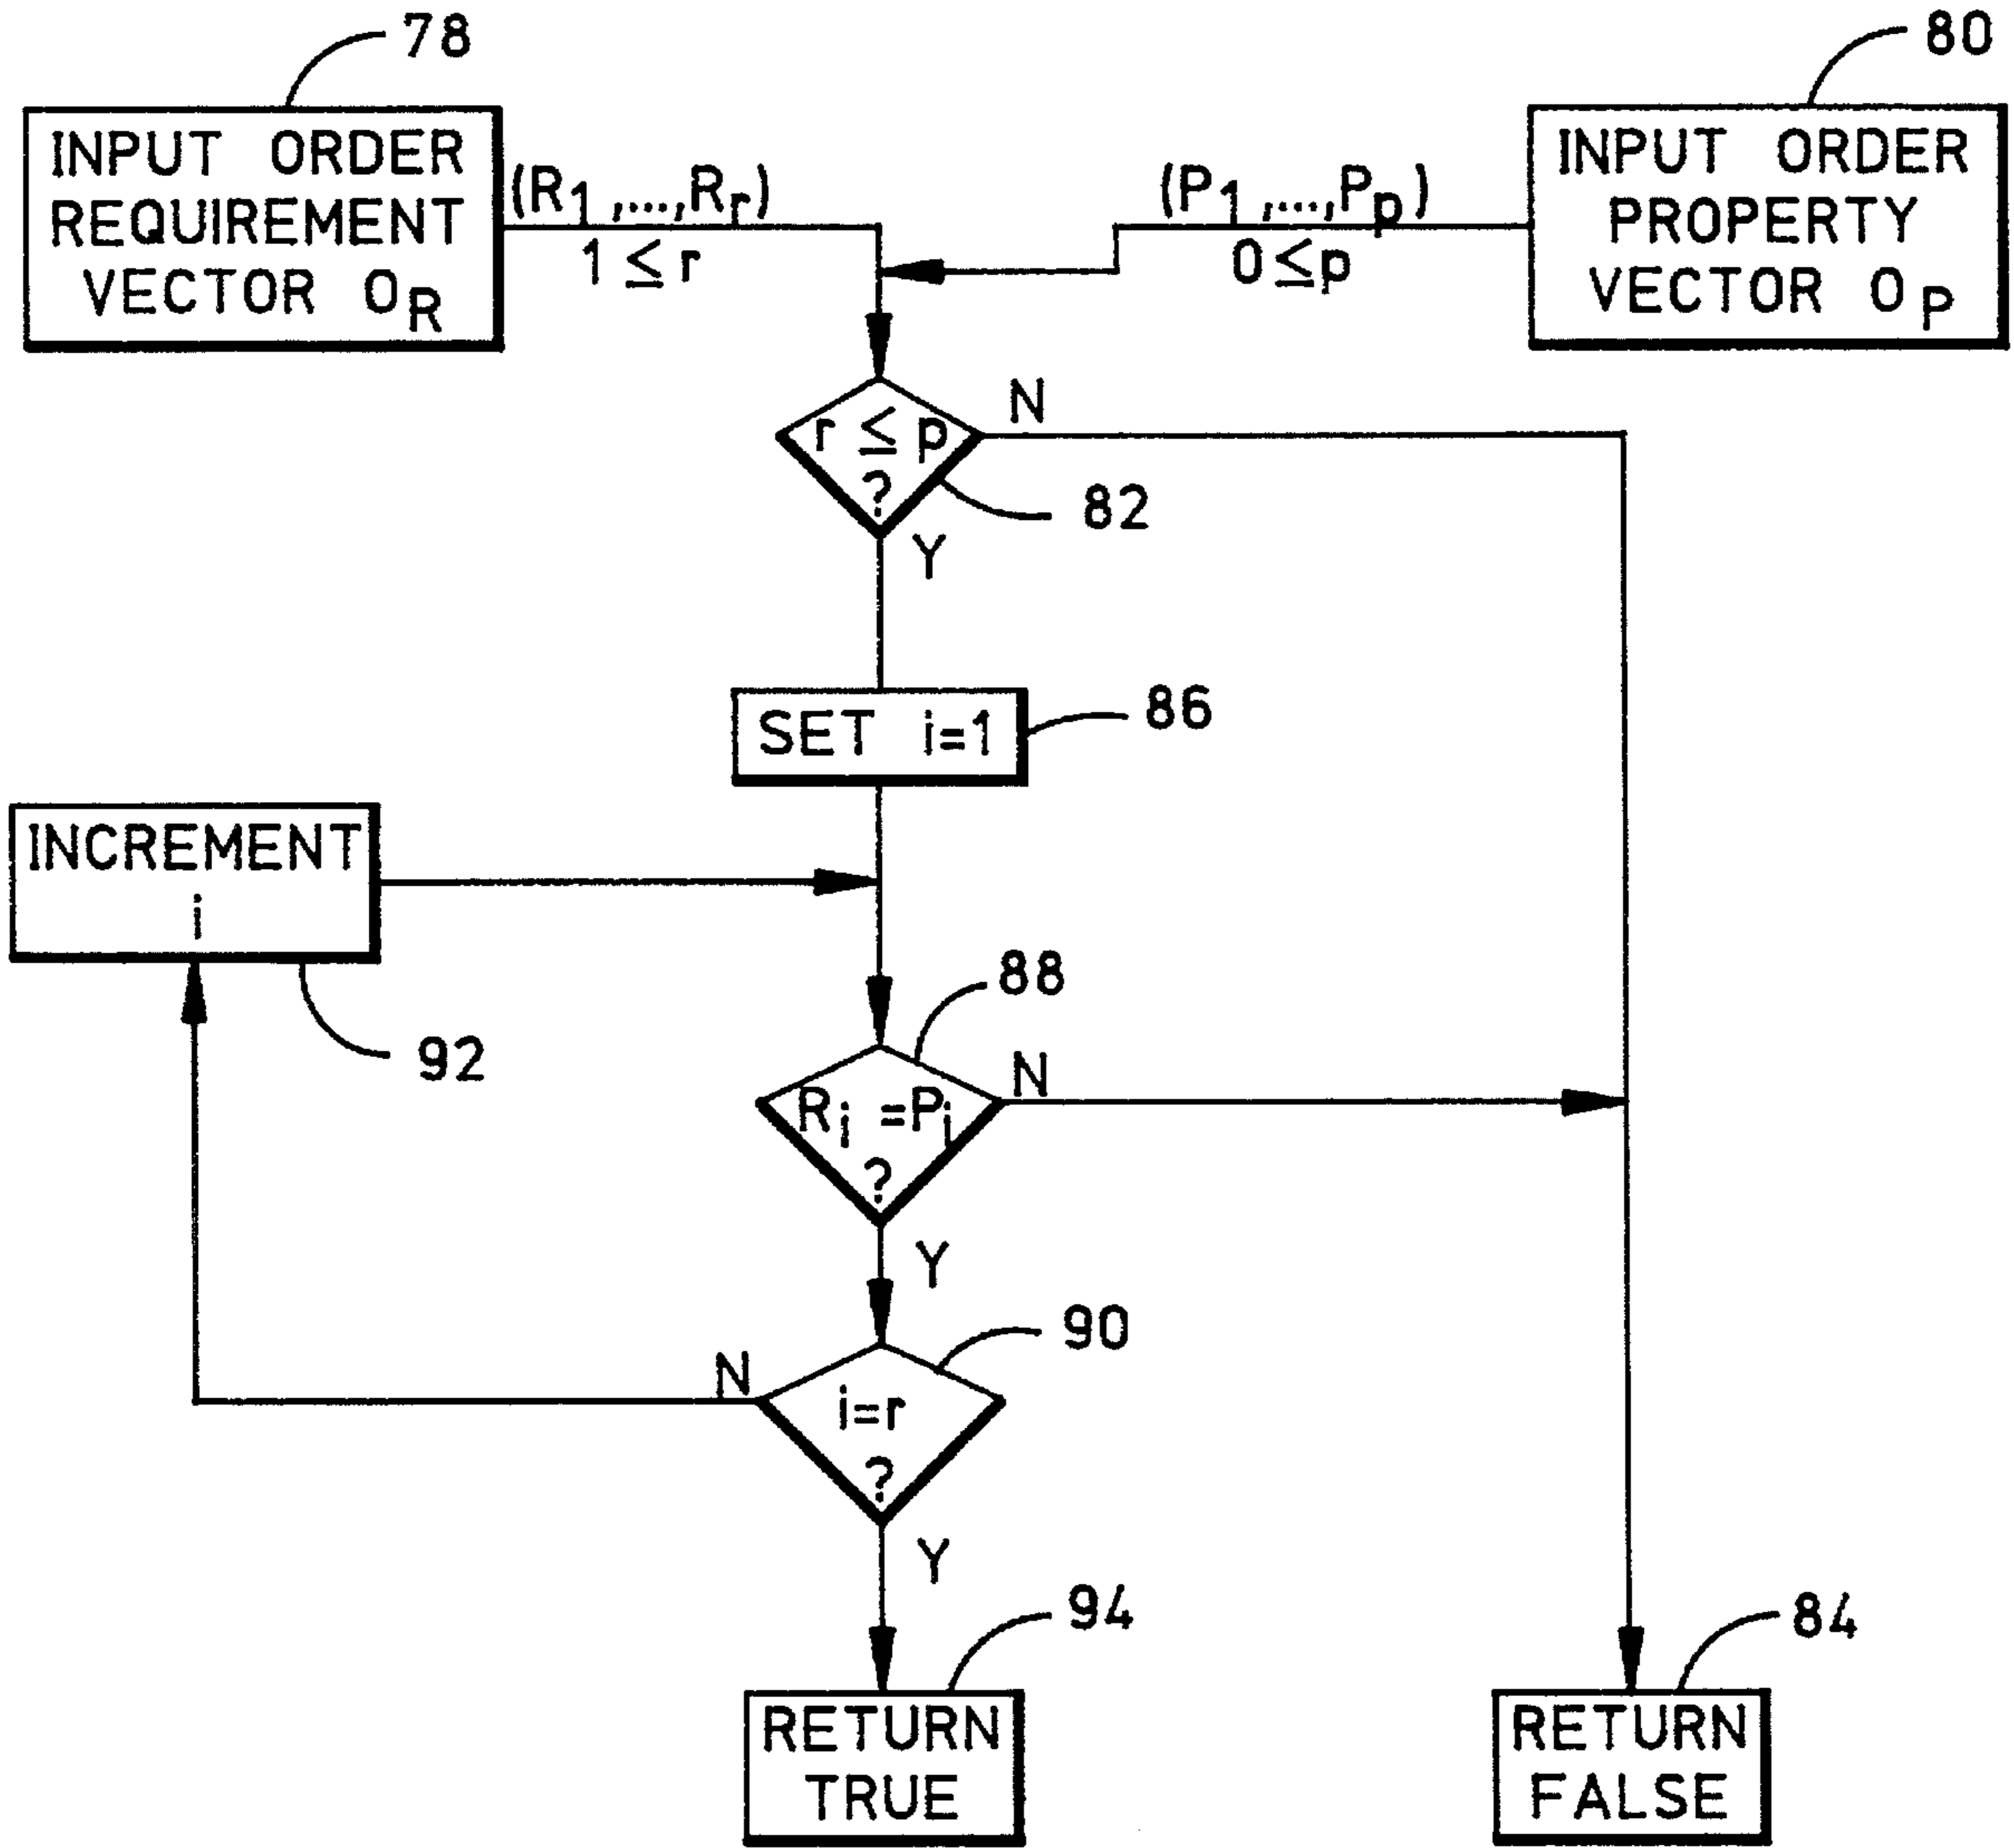 78
80
INPUT ORDER
REQUIREMENT
VECTOR O_R
(R_1,...,R_r)
1 ≤ r
(P_1,...,P_p)
0 ≤ p
INPUT ORDER
PROPERTY
VECTOR O_P
r ≤ p
?
N
82
Y
SET i=1
86
INCREMENT
i
92
88
R_i =P_i
?
N
Y
90
i=r
?
N
Y
94
84
RETURN
TRUE
RETURN
FALSE